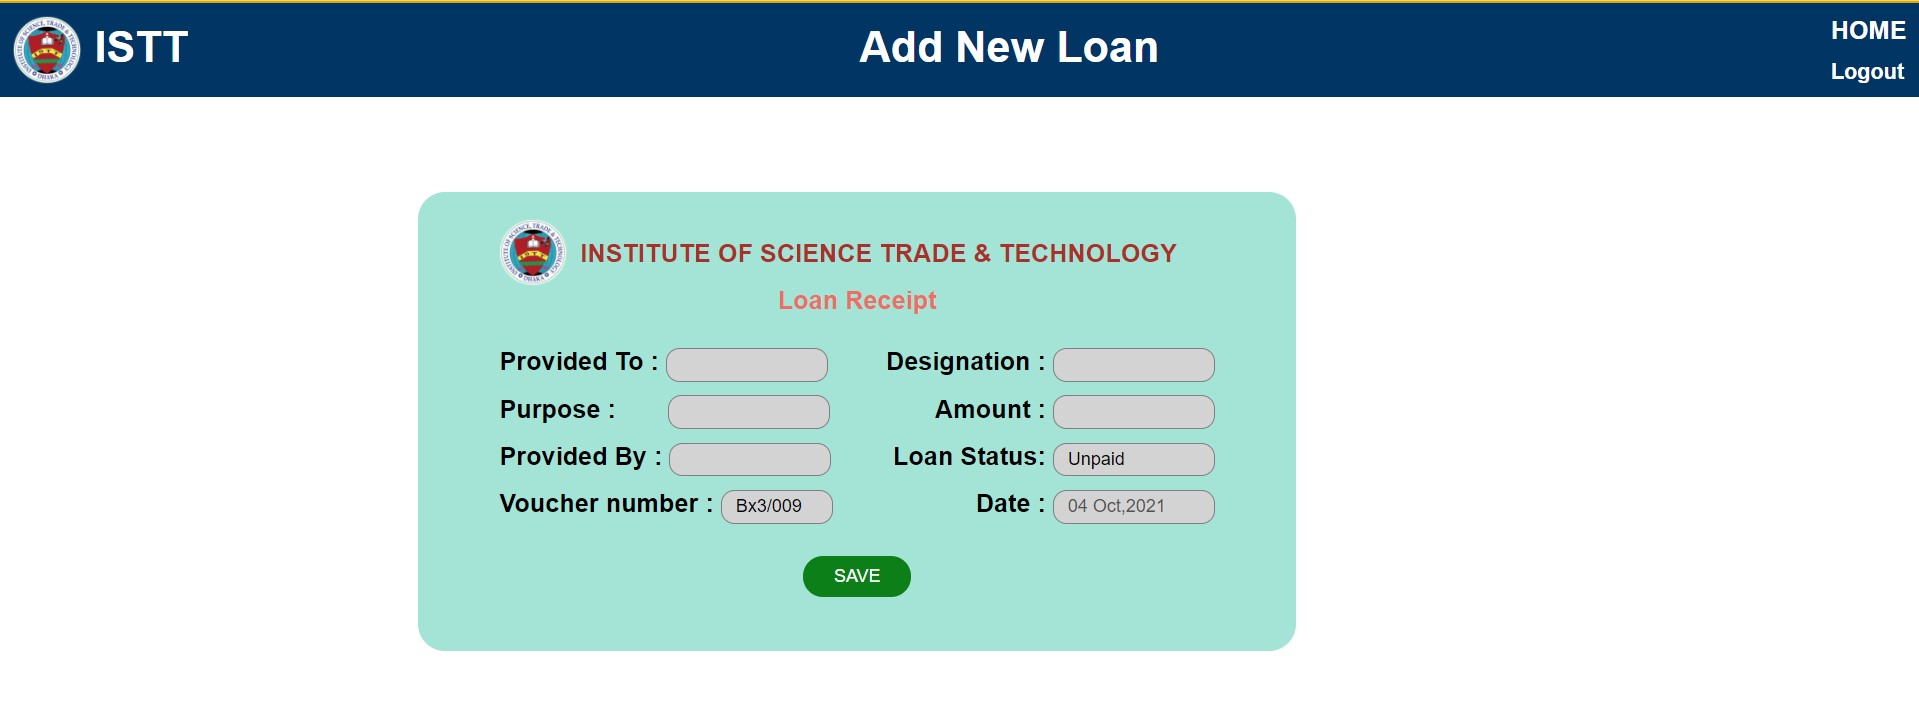 ISTT
Add New Loan
HOME
Logout
INSTITUTE OF SCIENCE TRADE & TECHNOLOGY
Loan Receipt
Provided To :
Designation :
Purpose :
Amount :
Provided By :
Loan Status: Unpaid
Voucher number : Bx3/009
Date : 04 Oct,2021
SAVE